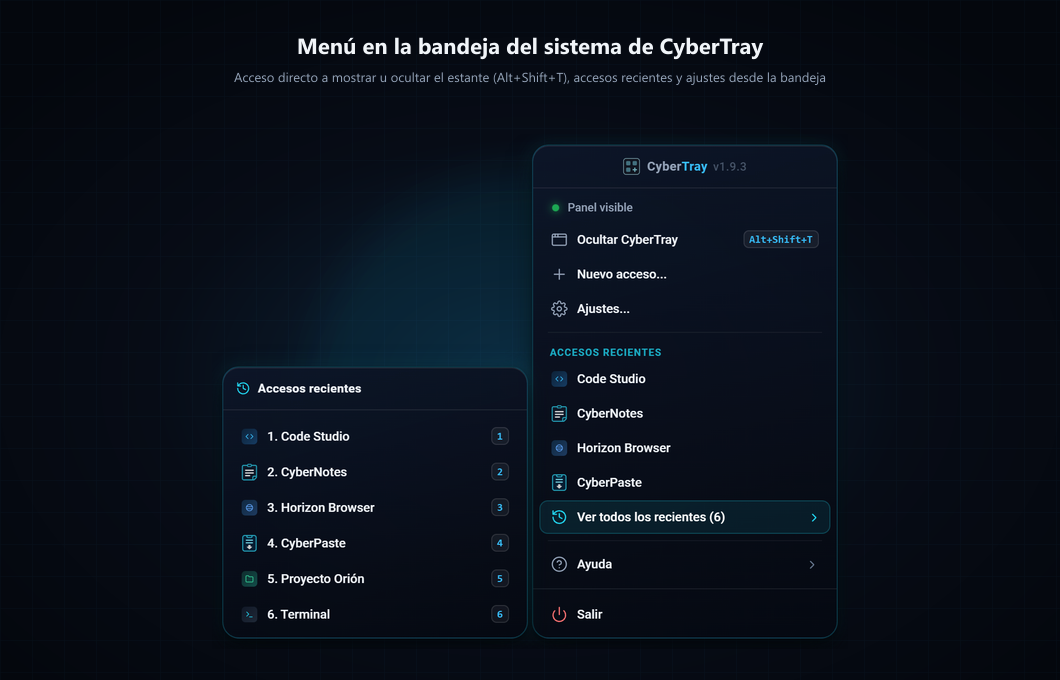 Menú en la bandeja del sistema de CyberTray
Acceso directo a mostrar u ocultar el estante (Alt+Shift+T), accesos recientes y ajustes desde la bandeja
CyberTray v1.9.3
Panel visible
Ocultar CyberTray Alt+Shift+T
Nuevo acceso...
Ajustes...
ACCESOS RECIENTES
Code Studio
CyberNotes
Horizon Browser
CyberPaste
Ver todos los recientes (6)
Ayuda
Salir
Accesos recientes
1. Code Studio 1
2. CyberNotes 2
3. Horizon Browser 3
4. CyberPaste 4
5. Proyecto Orión 5
6. Terminal 6